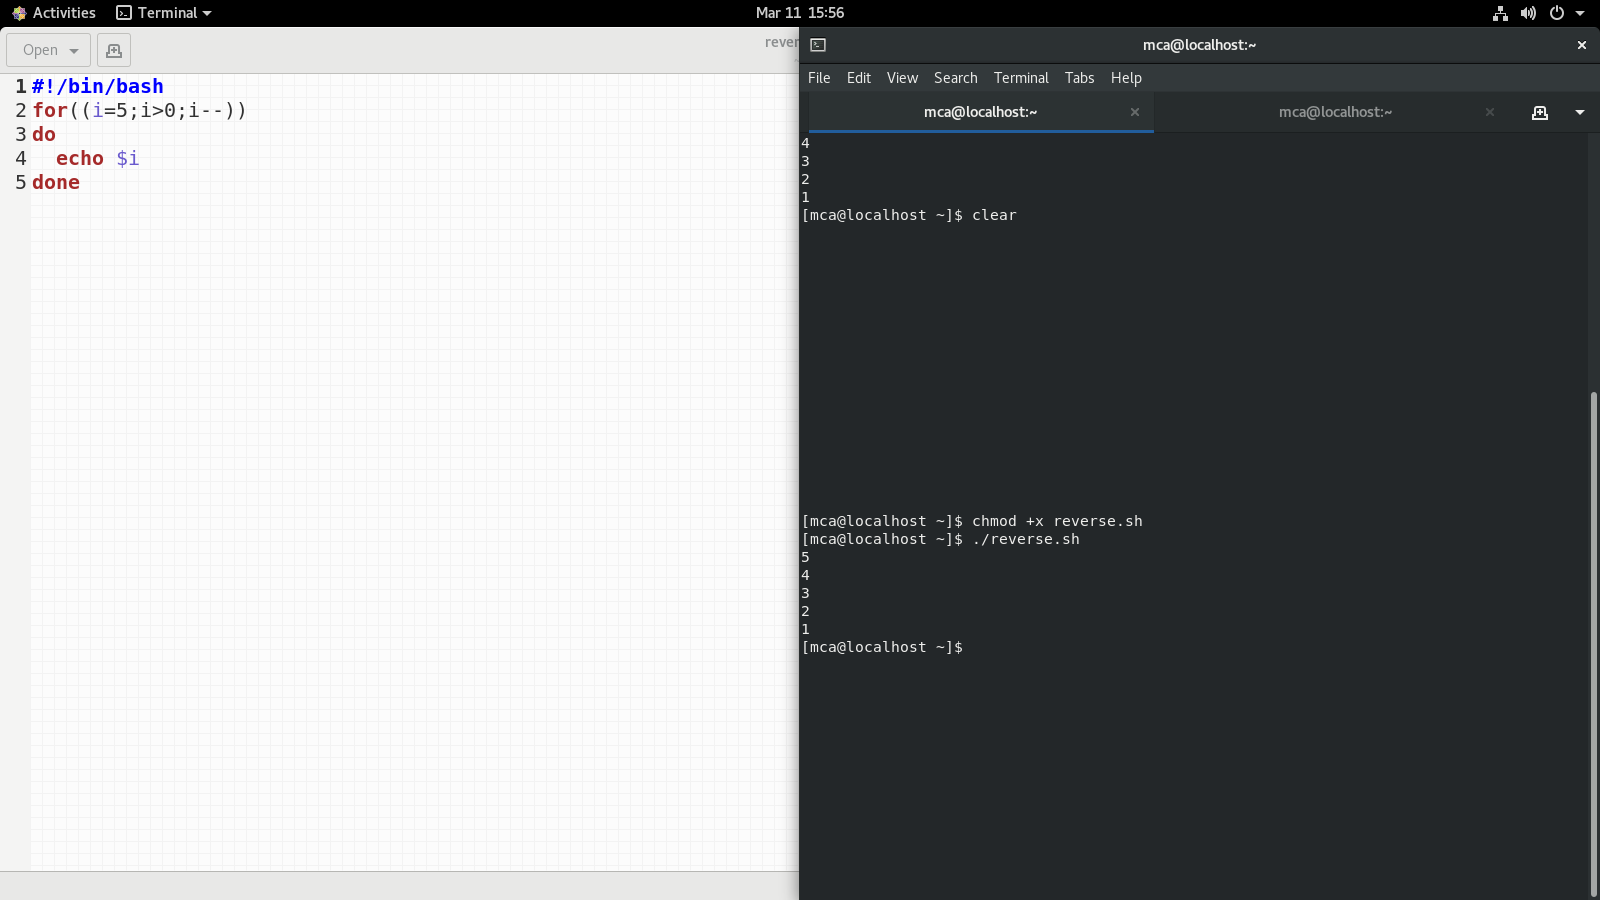 Activities Terminal Mar 11 15:56
Open rever
1 #!/bin/bash
2 for((i=5;i>0;i--))
3 do
4   echo $i
5 done
mca@localhost:~
File Edit View Search Terminal Tabs Help
mca@localhost:~ mca@localhost:~
4
3
2
1
[mca@localhost ~]$ clear
[mca@localhost ~]$ chmod +x reverse.sh
[mca@localhost ~]$ ./reverse.sh
5
4
3
2
1
[mca@localhost ~]$